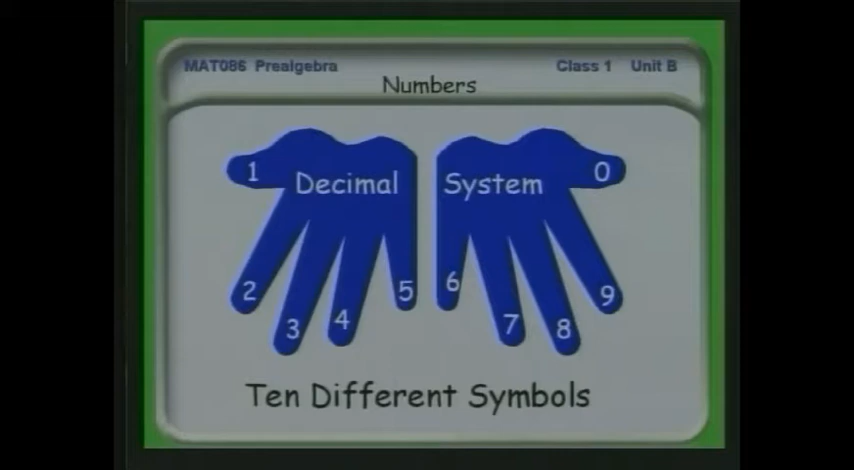 MAT086 Prealgebra Class 1 Unit B
Numbers
1 Decimal System 0
2 3 4 5 6 7 8 9
Ten Different Symbols